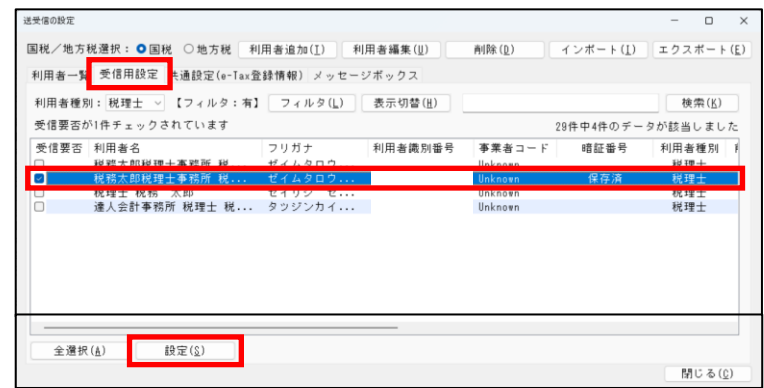 送受信の設定
国税/地方税選択: 国税 地方税 利用者追加(I) 利用者編集(U) 削除(D) インポート(I) エクスポート(E)
利用者一覧 受信用設定 共通設定(e-Tax登録情報) メッセージボックス
利用者種別: 税理士 【フィルタ:有】 フィルタ(L) 表示切替(H) 検索(K)
受信要否が1件チェックされています 29件中4件のデータが該当しました
受信要否 利用者名 フリガナ 利用者識別番号 事業者コード 暗証番号 利用者種別
税務太郎税理士事務所 税... ゼイムタロウ... Unknown 税理士
税務太郎税理士事務所 税... ゼイムタロウ... Unknown 保存済 税理士
税理士 税務 太郎 ゼイリシ ゼ... Unknown 税理士
達人会計事務所 税理士 税... タツジンカイ... Unknown 税理士
全選択(A) 設定(S)
閉じる(C)